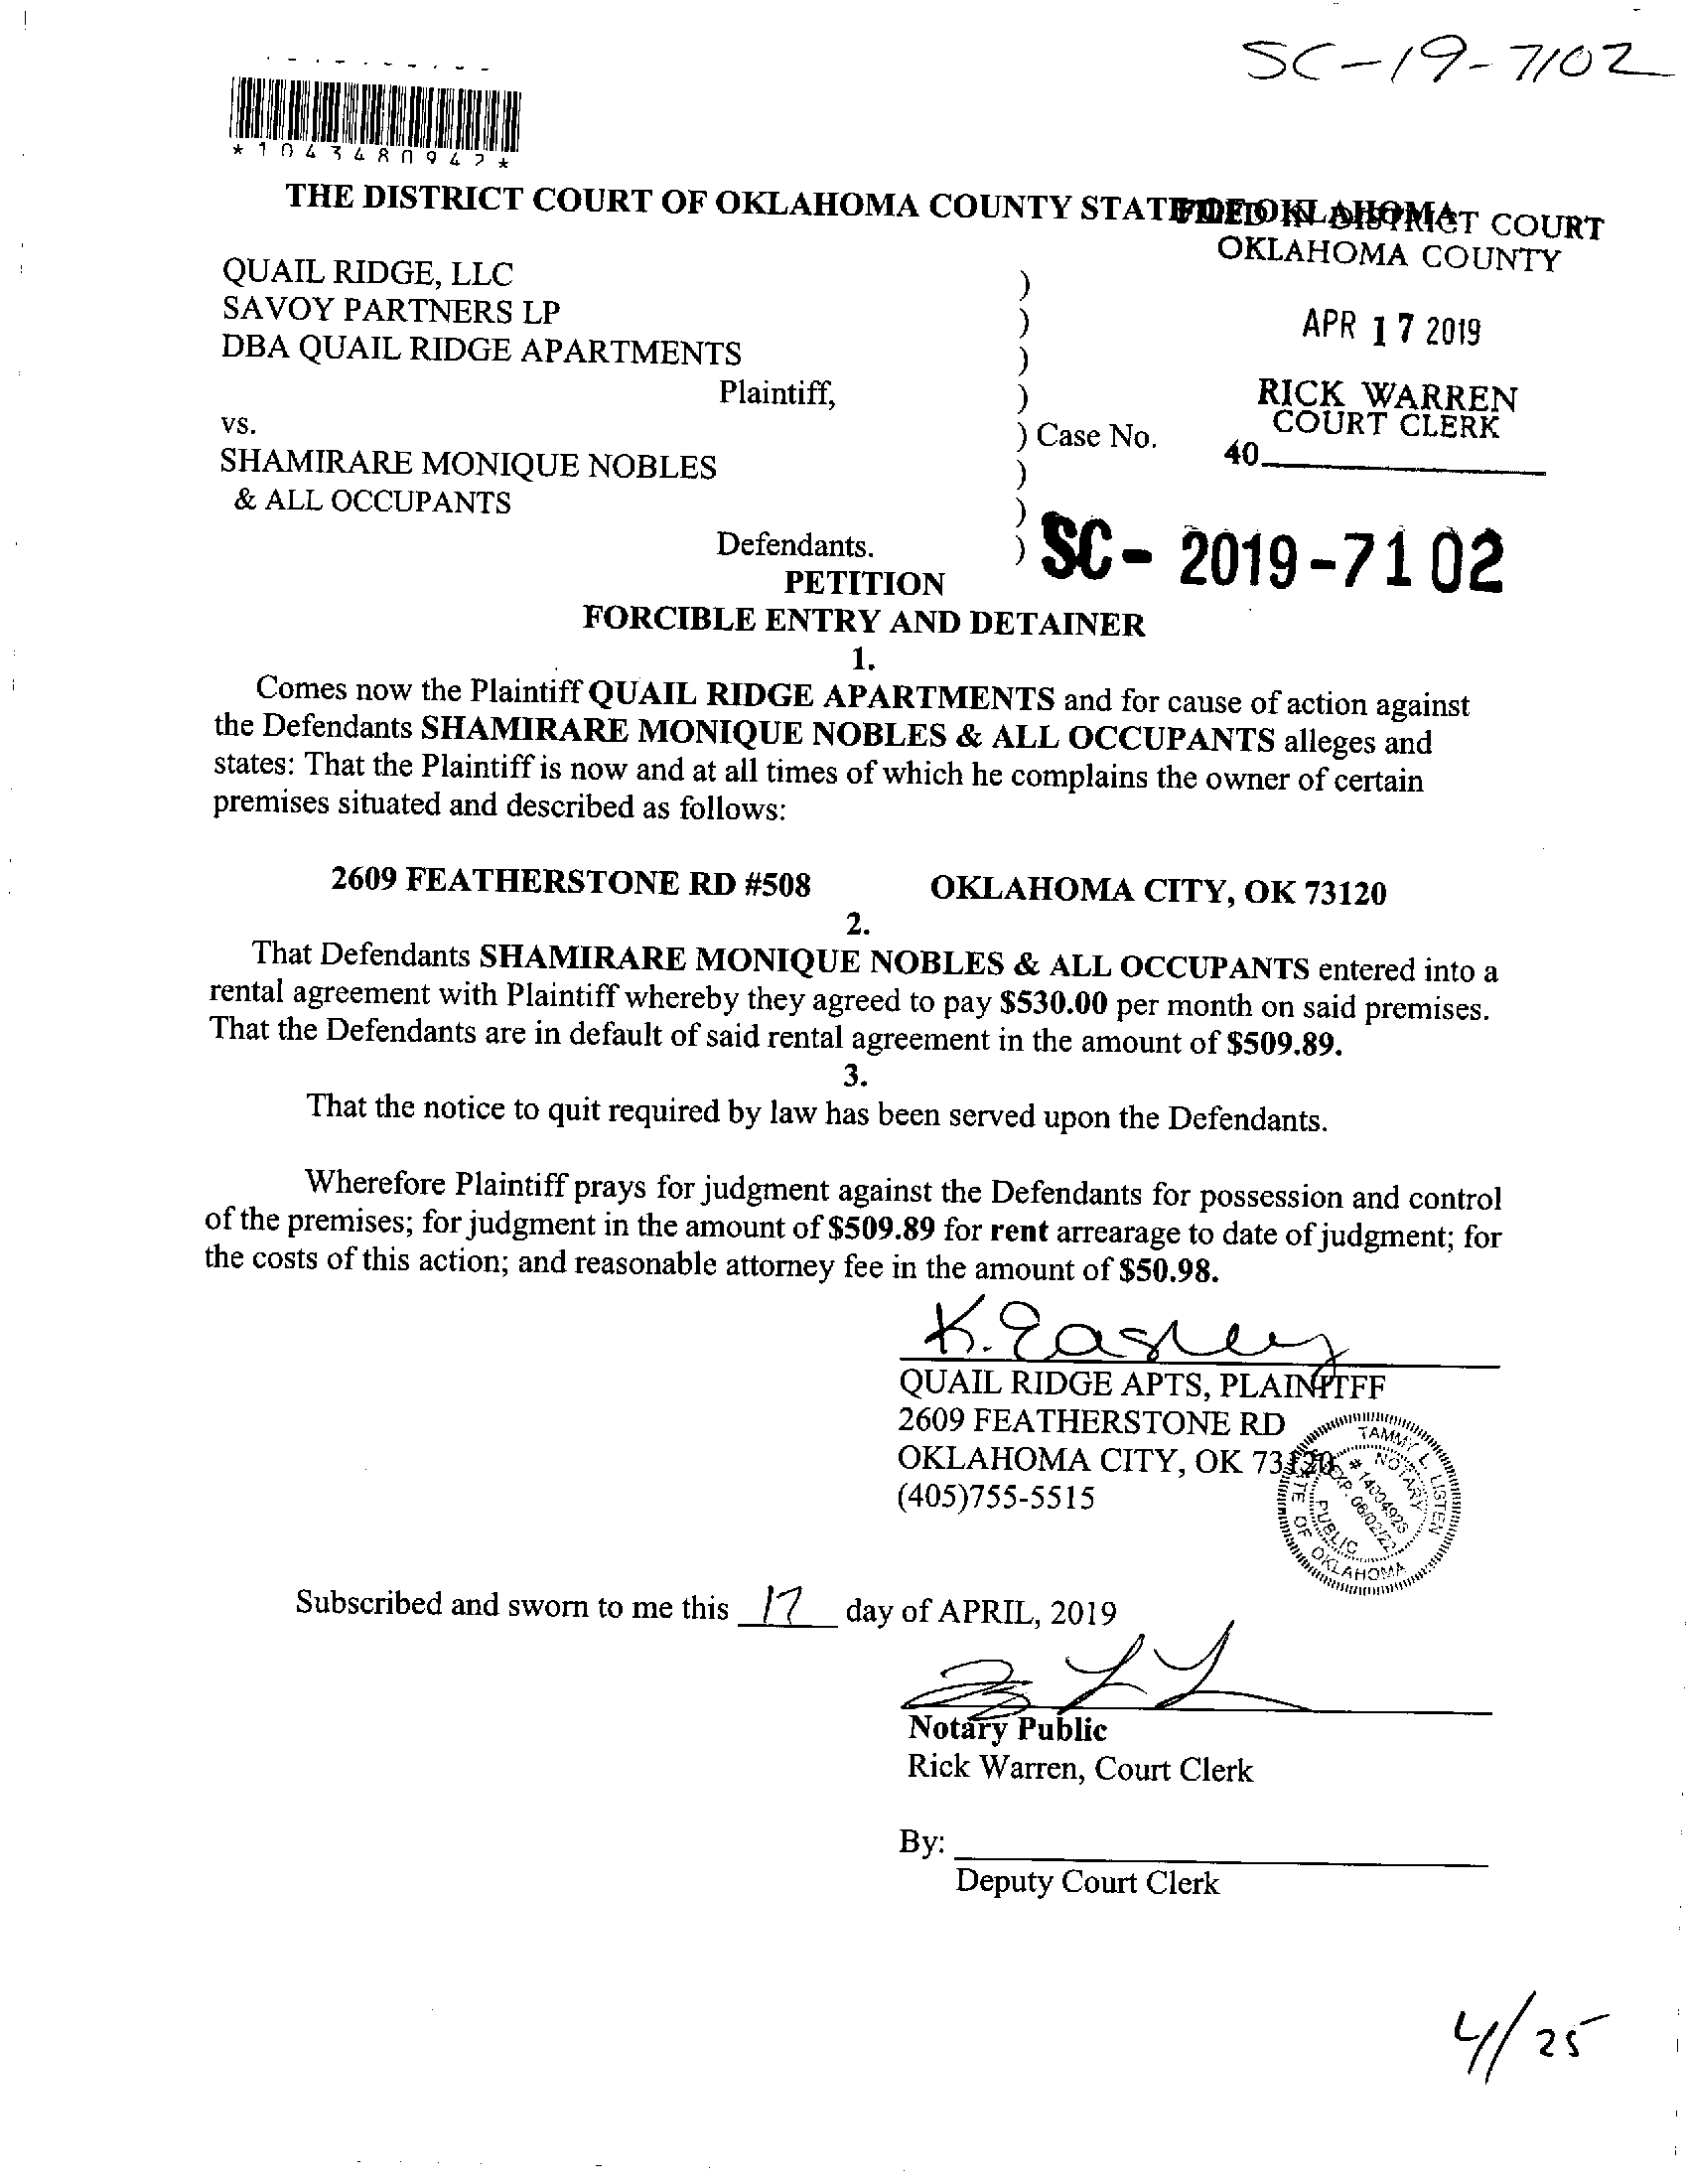 SC-19-7102
*1043480942*
THE DISTRICT COURT OF OKLAHOMA COUNTY STATE OF OKLAHOMA
FILED IN DISTRICT COURT
OKLAHOMA COUNTY
QUAIL RIDGE, LLC )
SAVOY PARTNERS LP )
APR 17 2019
DBA QUAIL RIDGE APARTMENTS )
Plaintiff, )
RICK WARREN
COURT CLERK
vs. ) Case No.
40
SHAMIRARE MONIQUE NOBLES )
& ALL OCCUPANTS )
Defendants. )
SC- 2019-7102
PETITION
FORCIBLE ENTRY AND DETAINER
1.
Comes now the Plaintiff QUAIL RIDGE APARTMENTS and for cause of action against
the Defendants SHAMIRARE MONIQUE NOBLES & ALL OCCUPANTS alleges and
states: That the Plaintiff is now and at all times of which he complains the owner of certain
premises situated and described as follows:
2609 FEATHERSTONE RD #508 OKLAHOMA CITY, OK 73120
2.
That Defendants SHAMIRARE MONIQUE NOBLES & ALL OCCUPANTS entered into a
rental agreement with Plaintiff whereby they agreed to pay $530.00 per month on said premises.
That the Defendants are in default of said rental agreement in the amount of $509.89.
3.
That the notice to quit required by law has been served upon the Defendants.
Wherefore Plaintiff prays for judgment against the Defendants for possession and control
of the premises; for judgment in the amount of $509.89 for rent arrearage to date of judgment; for
the costs of this action; and reasonable attorney fee in the amount of $50.98.
K. Easley
QUAIL RIDGE APTS, PLAINTIFF
2609 FEATHERSTONE RD
OKLAHOMA CITY, OK 73120
(405)755-5515
TAMMY L. LISTEN
NOTARY
# 14004923
PUBLIC
STATE OF OKLAHOMA
Subscribed and sworn to me this 17 day of APRIL, 2019
Notary Public
Rick Warren, Court Clerk
By:
Deputy Court Clerk
4/25